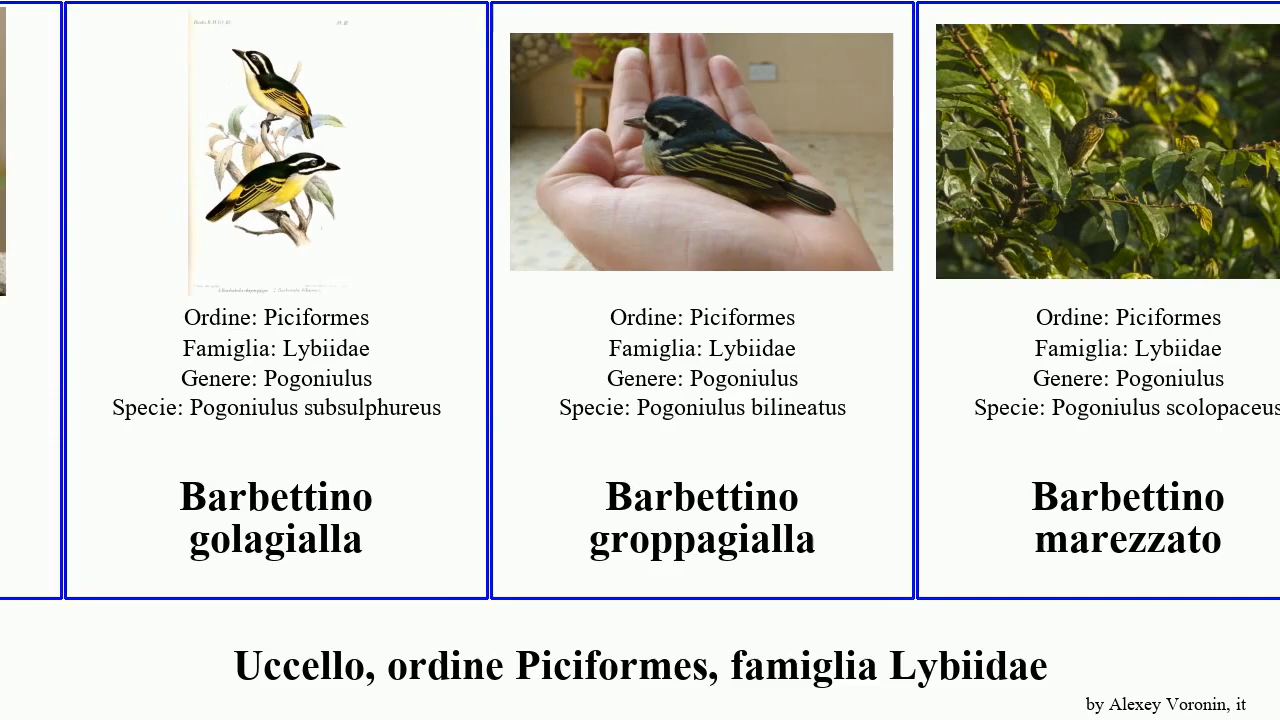 Ordine: Piciformes
Famiglia: Lybiidae
Genere: Pogoniulus
Specie: Pogoniulus subsulphureus
Barbettino
golagialla
Ordine: Piciformes
Famiglia: Lybiidae
Genere: Pogoniulus
Specie: Pogoniulus bilineatus
Barbettino
groppagialla
Ordine: Piciformes
Famiglia: Lybiidae
Genere: Pogoniulus
Specie: Pogoniulus scolopaceus
Barbettino
marezzato
Uccello, ordine Piciformes, famiglia Lybiidae
by Alexey Voronin, it